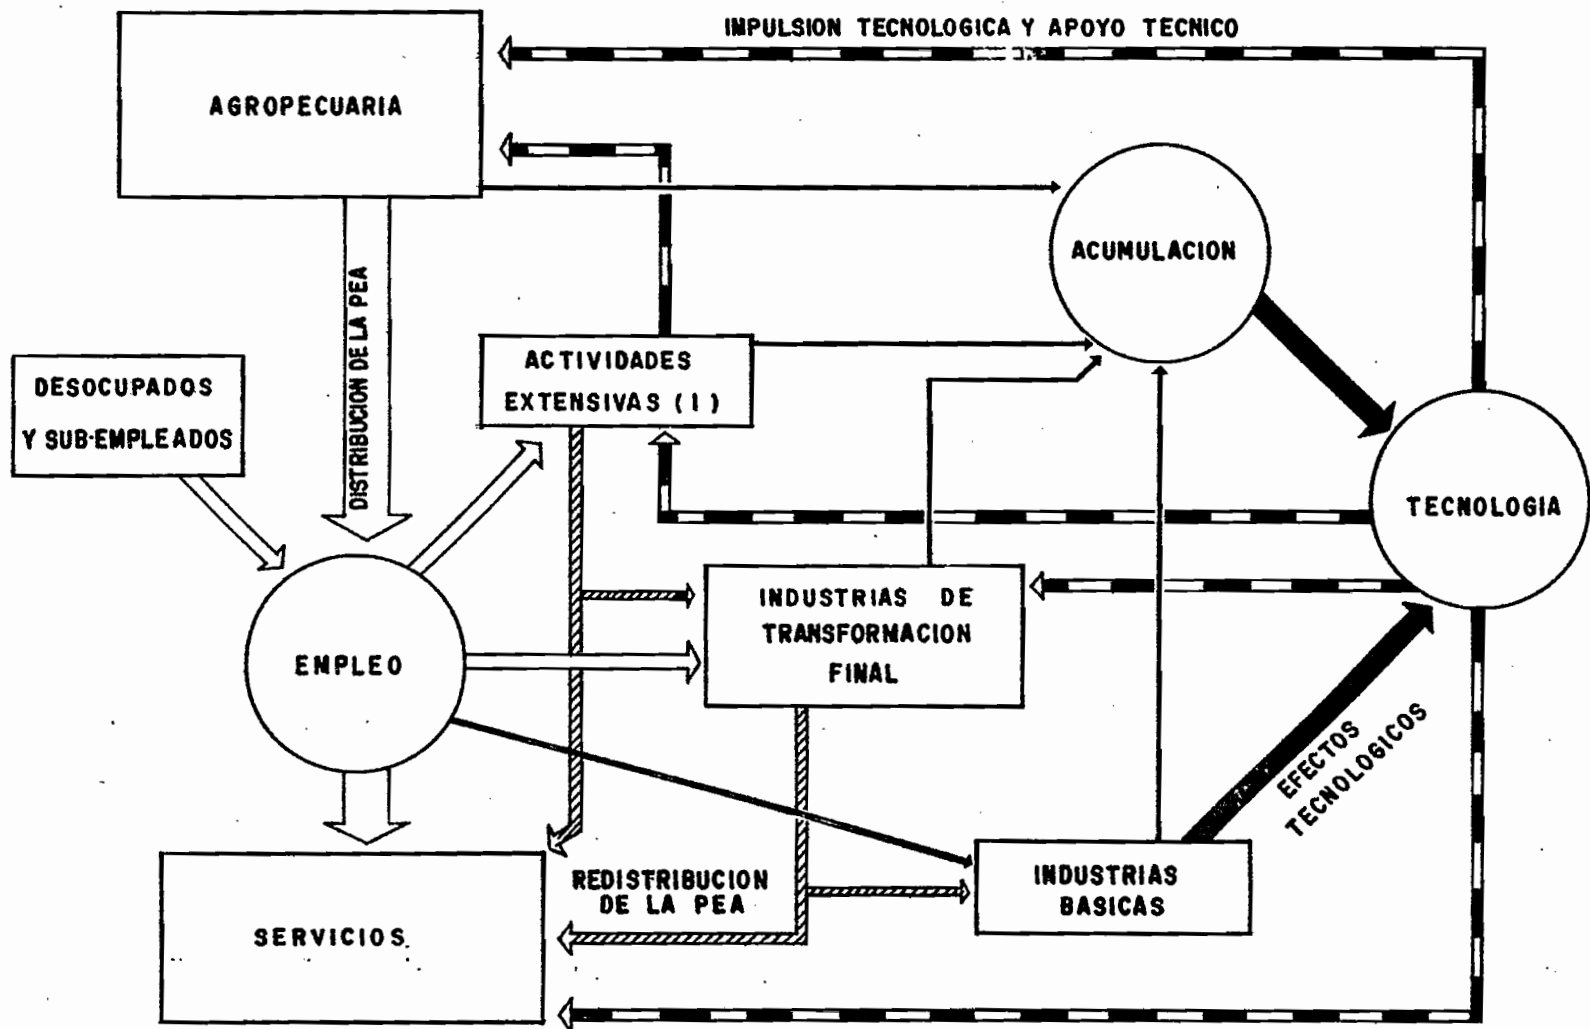 IMPULSION TECNOLOGICA Y APOYO TECNICO
AGROPECUARIA
ACUMULACION
DISTRIBUCION DE LA PEA
ACTIVIDADES
EXTENSIVAS (I)
DESOCUPADOS
Y SUB-EMPLEADOS
TECNOLOGIA
INDUSTRIAS DE
TRANSFORMACION
FINAL
EMPLEO
EFECTOS
TECNOLOGICOS
REDISTRIBUCION
DE LA PEA
INDUSTRIAS
BASICAS
SERVICIOS